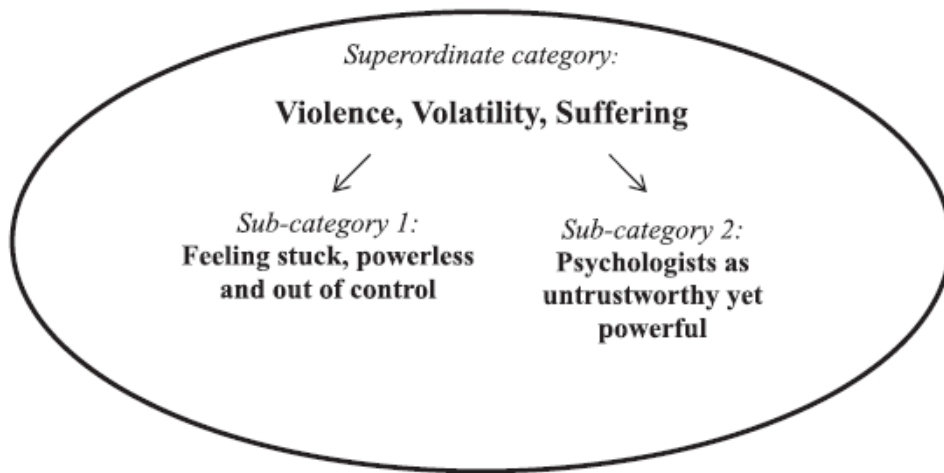 Superordinate category:
Violence, Volatility, Suffering
Sub-category 1:
Feeling stuck, powerless
and out of control
Sub-category 2:
Psychologists as
untrustworthy yet
powerful